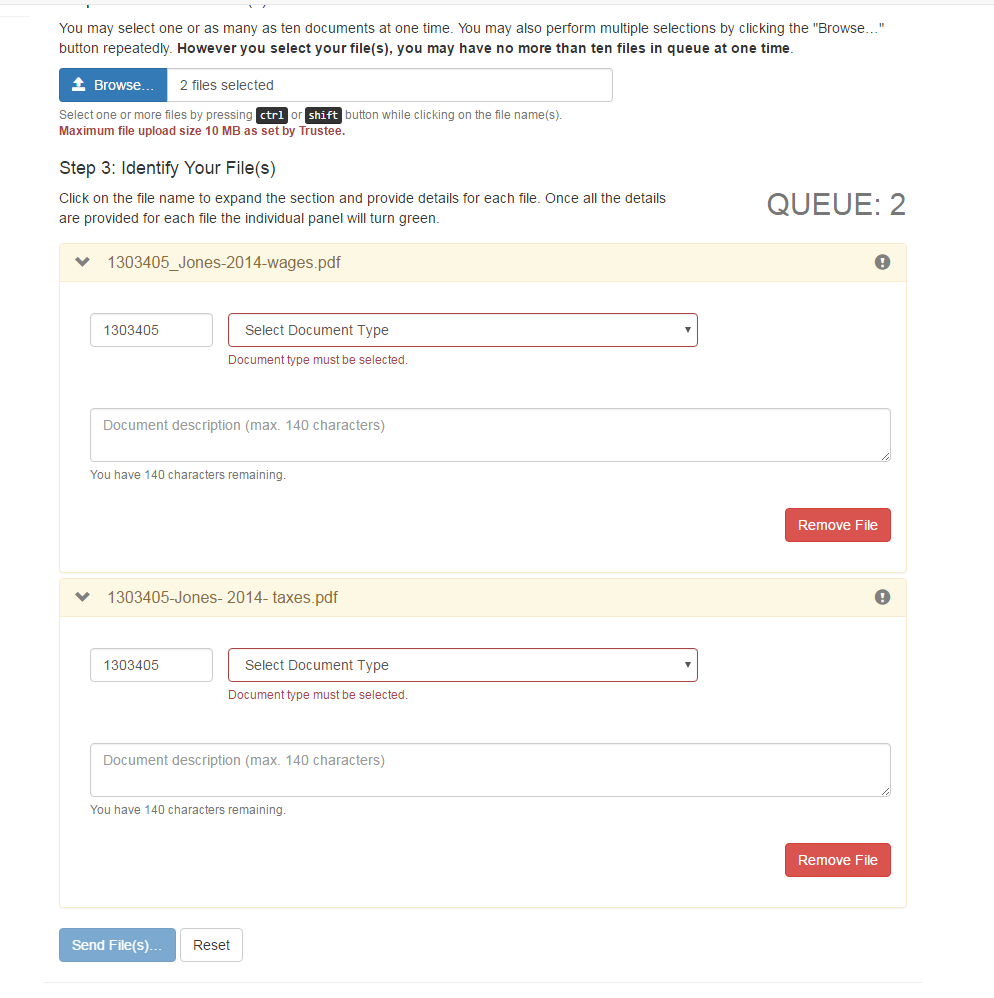 You may select one or as many as ten documents at one time. You may also perform multiple selections by clicking the "Browse..."
button repeatedly. However you select your file(s), you may have no more than ten files in queue at one time.
Browse... 2 files selected
Select one or more files by pressing ctrl or shift button while clicking on the file name(s).
Maximum file upload size 10 MB as set by Trustee.
Step 3: Identify Your File(s)
Click on the file name to expand the section and provide details for each file. Once all the details
are provided for each file the individual panel will turn green.
QUEUE: 2
1303405_Jones-2014-wages.pdf
1303405 Select Document Type
Document type must be selected.
Document description (max. 140 characters)
You have 140 characters remaining.
Remove File
1303405-Jones- 2014- taxes.pdf
1303405 Select Document Type
Document type must be selected.
Document description (max. 140 characters)
You have 140 characters remaining.
Remove File
Send File(s)... Reset